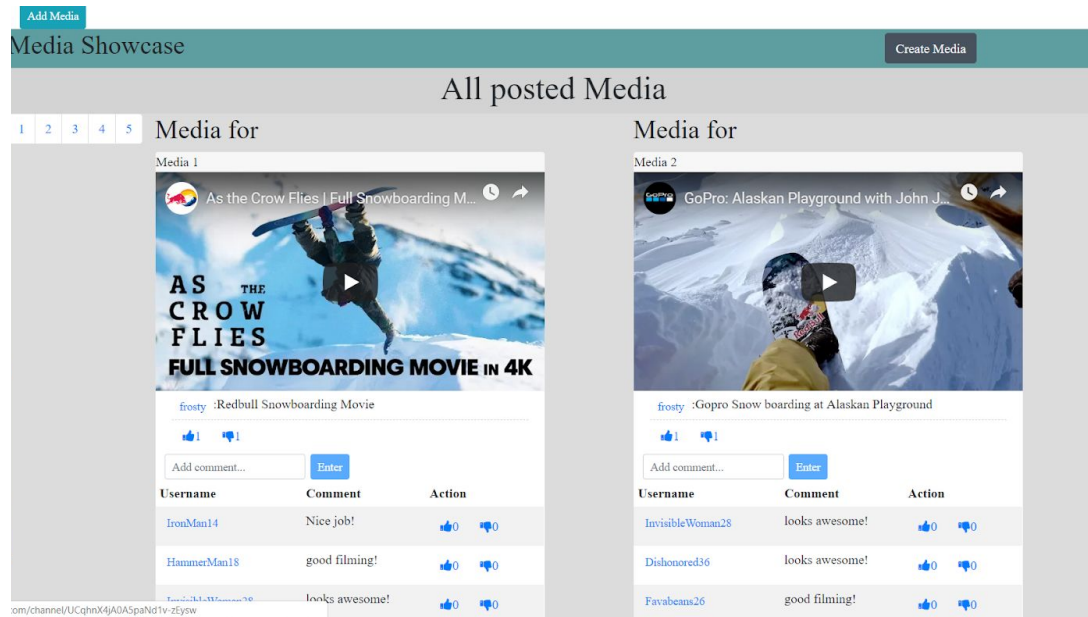 Add Media
Media Showcase
Create Media
All posted Media
1 2 3 4 5
Media for
Media 1
As the Crow Flies | Full Snowboarding M...
AS THE
CROW
FLIES
FULL SNOWBOARDING MOVIE IN 4K
frosty :Redbull Snowboarding Movie
1 1
Add comment... Enter
Username Comment Action
IronMan14 Nice job! 0 0
HammerMan18 good filming! 0 0
looks awesome! 0 0
Media for
Media 2
GoPro
GoPro: Alaskan Playground with John J...
Red Bull
frosty :Gopro Snow boarding at Alaskan Playground
1 1
Add comment... Enter
Username Comment Action
InvisibleWoman28 looks awesome! 0 0
Dishonored36 looks awesome! 0 0
Favabeans26 good filming! 0 0
:om/channel/UCqhnX4jA0A5paNd1v-zEysw